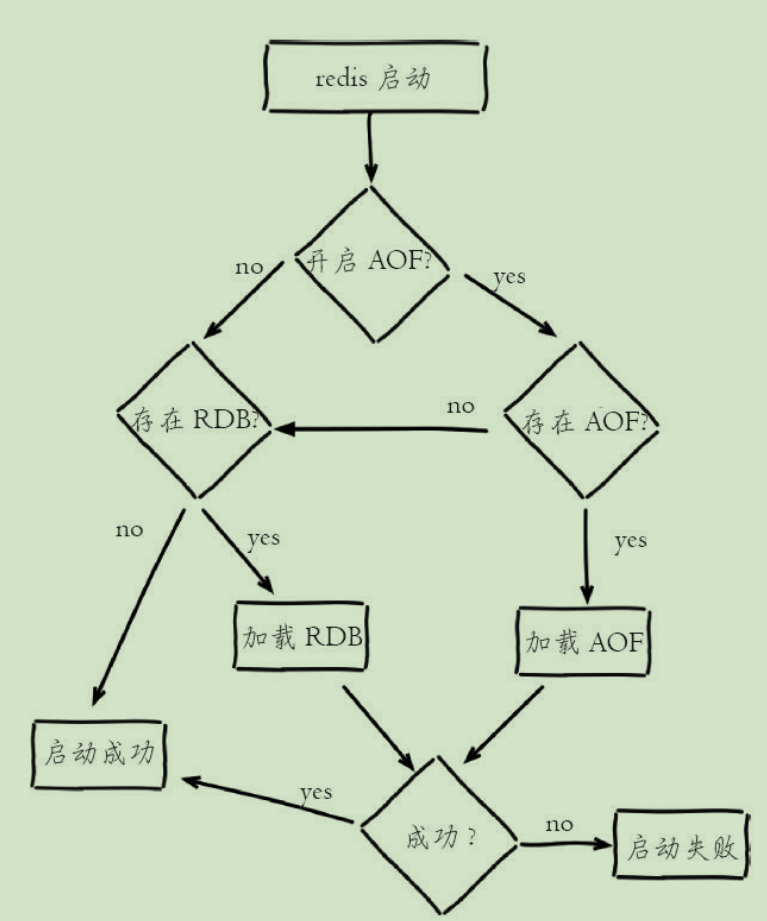 redis 启动
开启 AOF?
no
yes
存在 RDB?
no
存在 AOF?
no
yes
yes
加载 RDB
加载 AOF
启动成功
yes
成功?
no
启动失败